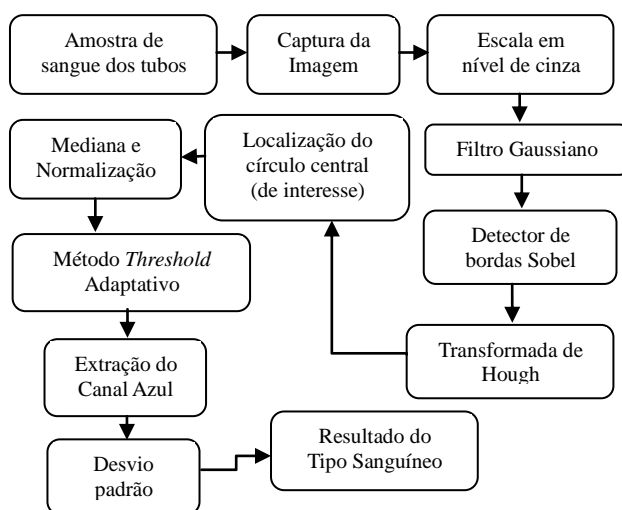 Amostra de
sangue dos tubos
Captura da
Imagem
Escala em
nível de cinza
Filtro Gaussiano
Detector de
bordas Sobel
Transformada de
Hough
Localização do
círculo central
(de interesse)
Mediana e
Normalização
Método Threshold
Adaptativo
Extração do
Canal Azul
Desvio
padrão
Resultado do
Tipo Sanguíneo